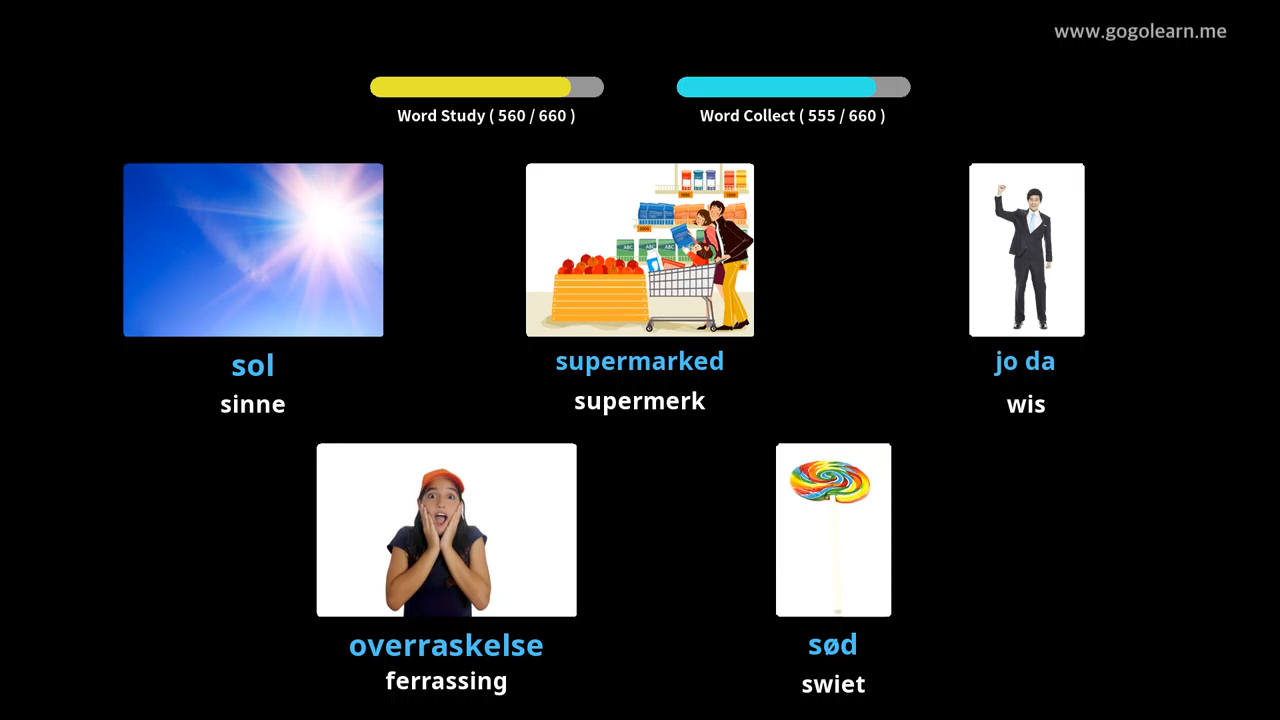 www.gogolearn.me
Word Study ( 560 / 660 )
Word Collect ( 555 / 660 )
sol
sinne
supermarked
supermerk
jo da
wis
overraskelse
ferrassing
sød
swiet